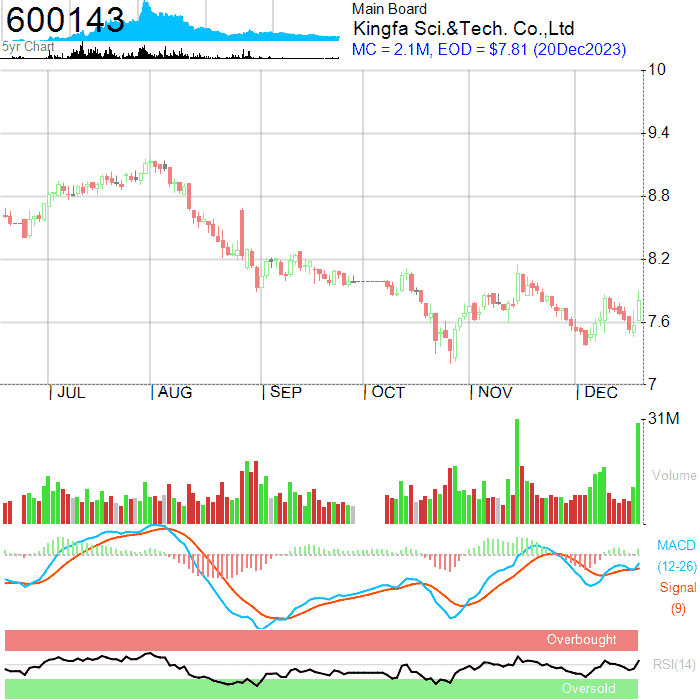 600143
5yr Chart
Main Board
Kingfa Sci.&Tech. Co.,Ltd
MC = 2.1M, EOD = $7.81 (20Dec2023)
10
9.4
8.8
8.2
7.6
7
JUL AUG SEP OCT NOV DEC
31M
Volume
MACD
(12-26)
Signal
(9)
Overbought
RSI(14)
Oversold